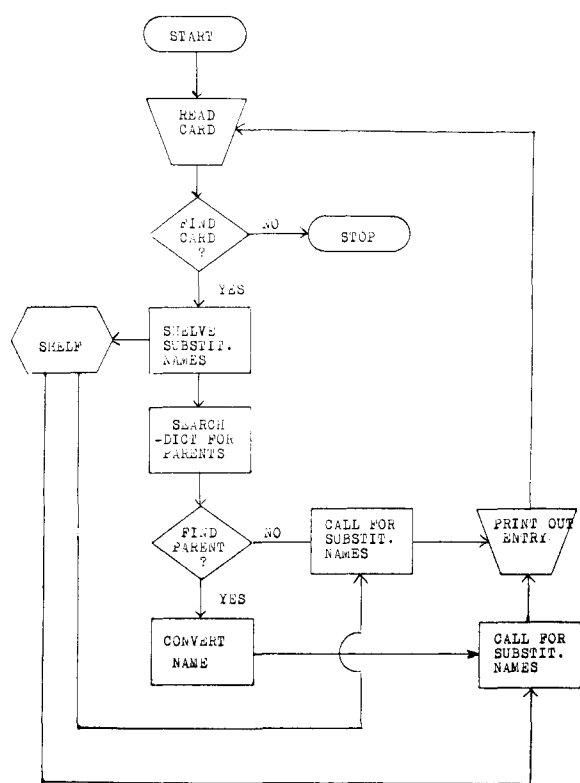 START
READ
CARD
FIND
CARD
?
NO
STOP
YES
SHELVE
SUBSTIT.
NAMES
SHELF
SEARCH
-DICT FOR
PARENTS
FIND
PARENT
?
NO
CALL FOR
SUBSTIT.
NAMES
PRINT OUT
ENTRY
YES
CONVERT
NAME
CALL FOR
SUBSTIT.
NAMES